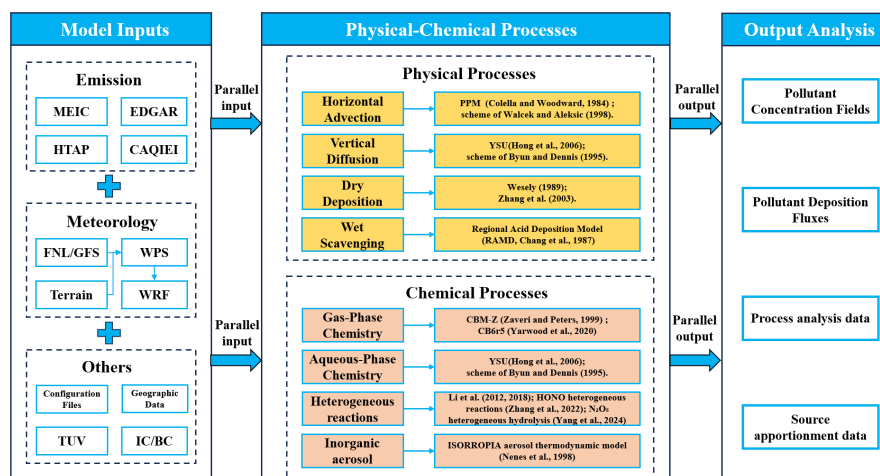 Model Inputs
Emission
MEIC
EDGAR
HTAP
CAQIEI
Meteorology
FNL/GFS
WPS
Terrain
WRF
Others
Configuration
Files
Geographic
Data
TUV
IC/BC
Parallel
input
Parallel
input
Physical-Chemical Processes
Physical Processes
Horizontal
Advection
PPM (Colella and Woodward, 1984) ;
scheme of Walcek and Aleksic (1998).
Vertical
Diffusion
YSU(Hong et al., 2006);
scheme of Byun and Dennis (1995).
Dry
Deposition
Wesely (1989);
Zhang et al. (2003).
Wet
Scavenging
Regional Acid Deposition Model
(RAMD, Chang et al., 1987)
Chemical Processes
Gas-Phase
Chemistry
CBM-Z (Zaveri and Peters, 1999) ;
CB6r5 (Yarwood et al., 2020)
Aqueous-Phase
Chemistry
YSU(Hong et al., 2006);
scheme of Byun and Dennis (1995).
Heterogeneous
reactions
Li et al. (2012, 2018); HONO heterogeneous
reactions (Zhang et al., 2022); N₂O₅
heterogeneous hydrolysis (Yang et al., 2024)
Inorganic
aerosol
ISORROPIA aerosol thermodynamic model
(Nenes et al., 1998)
Parallel
output
Parallel
output
Output Analysis
Pollutant
Concentration Fields
Pollutant Deposition
Fluxes
Process analysis data
Source
apportionment data